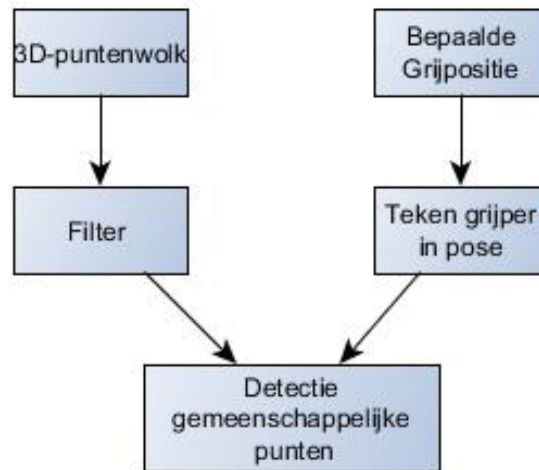 3D-puntenwolk
Bepaalde
Grijpositie
Filter
Teken grijper
in pose
Detectie
gemeenschappelijke
punten